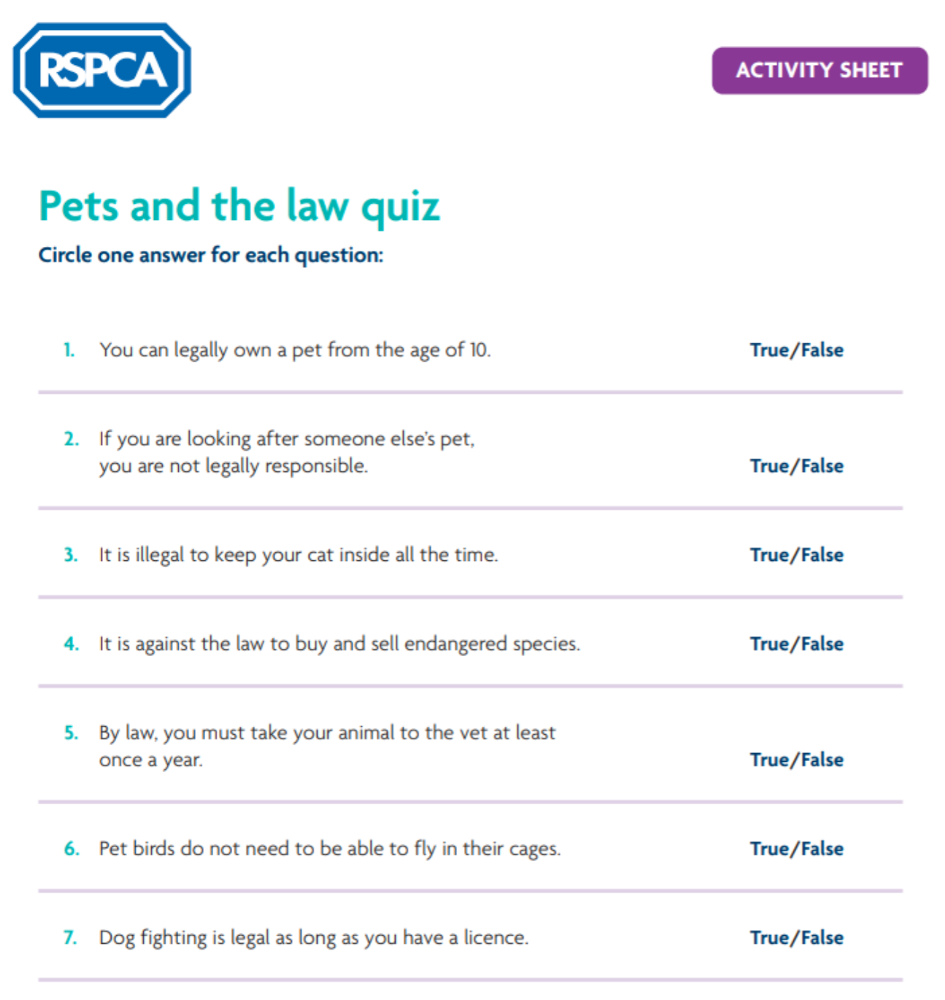 RSPCA
ACTIVITY SHEET
Pets and the law quiz
Circle one answer for each question:
1. You can legally own a pet from the age of 10. True/False
2. If you are looking after someone else's pet,
you are not legally responsible. True/False
3. It is illegal to keep your cat inside all the time. True/False
4. It is against the law to buy and sell endangered species. True/False
5. By law, you must take your animal to the vet at least
once a year. True/False
6. Pet birds do not need to be able to fly in their cages. True/False
7. Dog fighting is legal as long as you have a licence. True/False